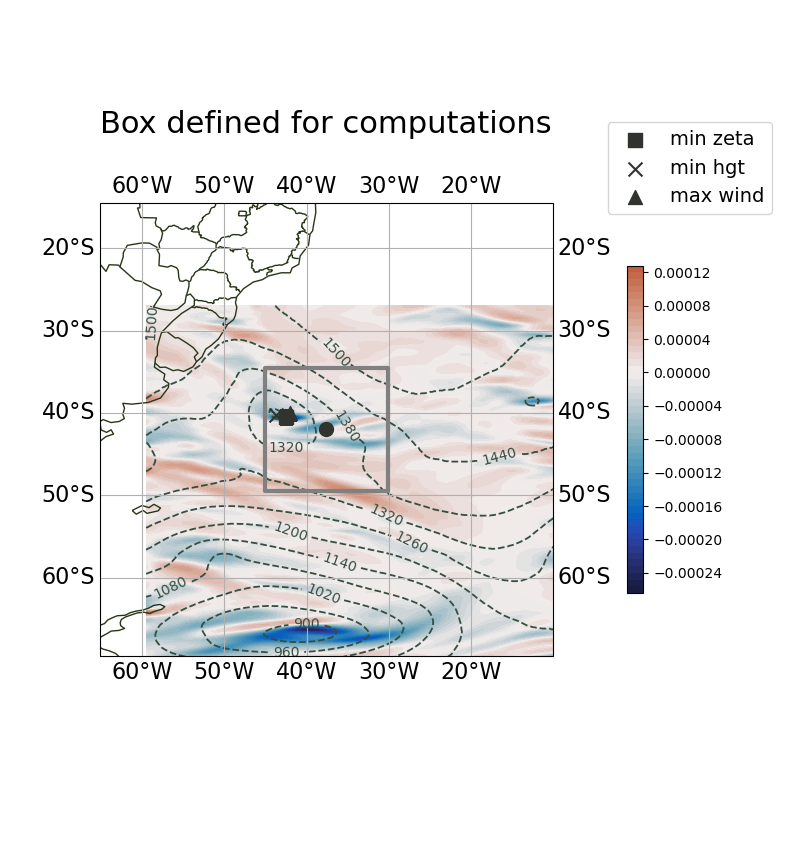 Box defined for computations
min zeta
min hgt
max wind
60°W 50°W 40°W 30°W 20°W
20°S 20°S
30°S 30°S
40°S 40°S
50°S 50°S
60°S 60°S
60°W 50°W 40°W 30°W 20°W
1500
1500
1380
1320
1440
1320
1260
1200
1140
1080
1020
900
960
0.00012
0.00008
0.00004
0.00000
−0.00004
−0.00008
−0.00012
−0.00016
−0.00020
−0.00024